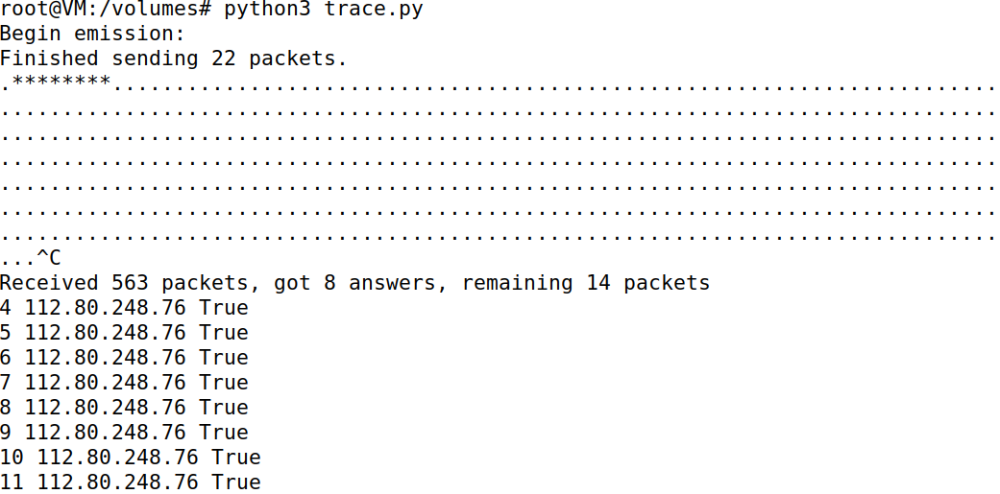 root@VM:/volumes# python3 trace.py
Begin emission:
Finished sending 22 packets.
.********.......................................................................
................................................................................
................................................................................
................................................................................
................................................................................
................................................................................
................................................................................
...^C
Received 563 packets, got 8 answers, remaining 14 packets
4 112.80.248.76 True
5 112.80.248.76 True
6 112.80.248.76 True
7 112.80.248.76 True
8 112.80.248.76 True
9 112.80.248.76 True
10 112.80.248.76 True
11 112.80.248.76 True